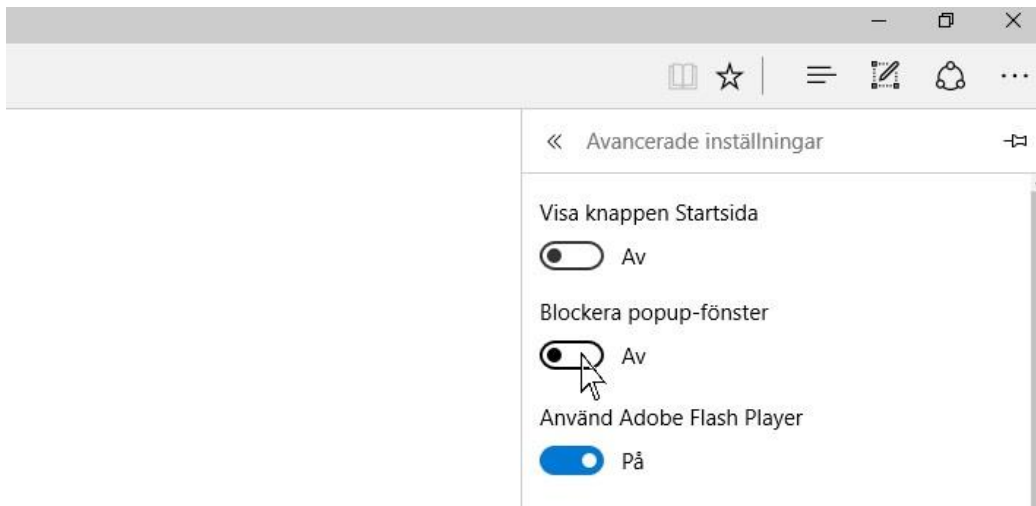 Avancerade inställningar
Visa knappen Startsida
Av
Blockera popup-fönster
Av
Använd Adobe Flash Player
På